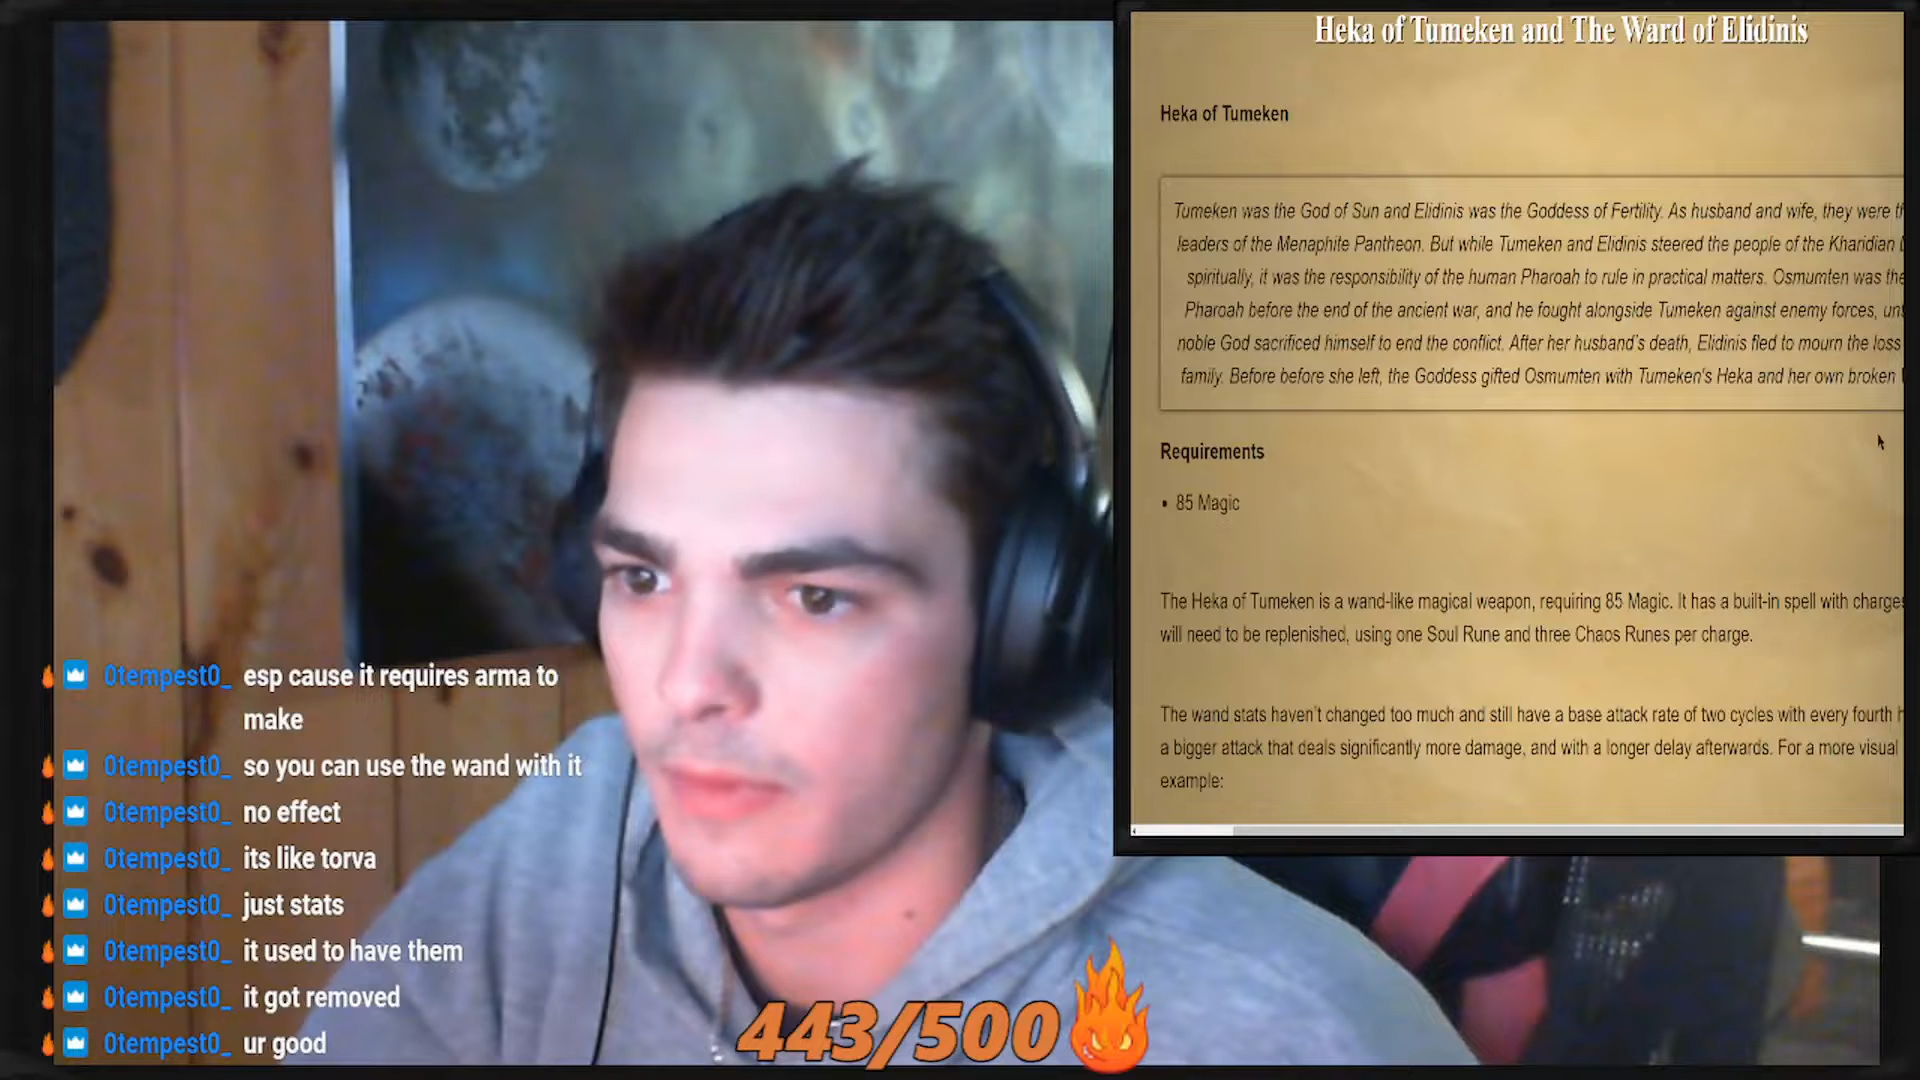 Heka of Tumeken and The Ward of Elidinis
Heka of Tumeken
Tumeken was the God of Sun and Elidinis was the Goddess of Fertility. As husband and wife, they were
leaders of the Menaphite Pantheon. But while Tumeken and Elidinis steered the people of the Kharidian
spiritually, it was the responsibility of the human Pharoah to rule in practical matters. Osmumten was the
Pharoah before the end of the ancient war, and he fought alongside Tumeken against enemy forces,
noble God sacrificed himself to end the conflict. After her husband's death, Elidinis fled to mourn the loss
family. Before before she left, the Goddess gifted Osmumten with Tumeken's Heka and her own broken
Requirements
• 85 Magic
The Heka of Tumeken is a wand-like magical weapon, requiring 85 Magic. It has a built-in spell with charges
will need to be replenished, using one Soul Rune and three Chaos Runes per charge.
The wand stats haven't changed too much and still have a base attack rate of two cycles with every fourth
a bigger attack that deals significantly more damage, and with a longer delay afterwards. For a more visual
example:
0tempest0_ esp cause it requires arma to
make
0tempest0_ so you can use the wand with it
0tempest0_ no effect
0tempest0_ its like torva
0tempest0_ just stats
0tempest0_ it used to have them
0tempest0_ it got removed
0tempest0_ ur good
443/500